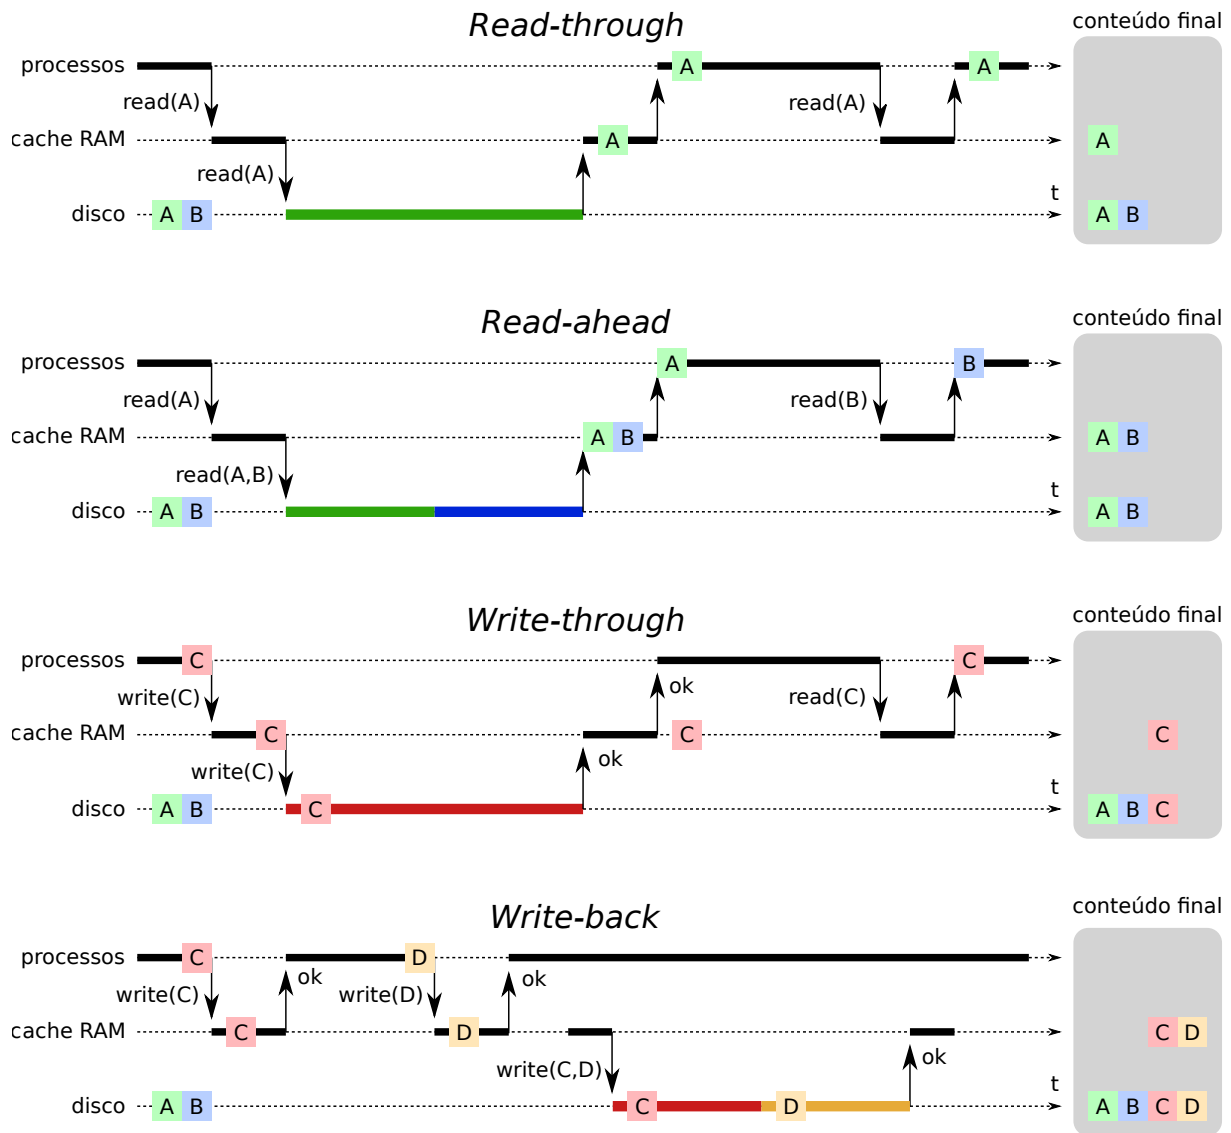 Read-through
conteúdo final
processos A A
read(A) read(A)
cache RAM A A
read(A) t
disco A B A B
Read-ahead
conteúdo final
processos A B
read(A) read(B)
cache RAM A B A B
read(A,B) t
disco A B A B
Write-through
conteúdo final
processos C C
write(C) ok read(C)
cache RAM C C C
write(C) ok t
disco A B C A B C
Write-back
conteúdo final
processos C D
write(C) ok write(D) ok
cache RAM C D C D
write(C,D) ok t
disco A B C D A B C D